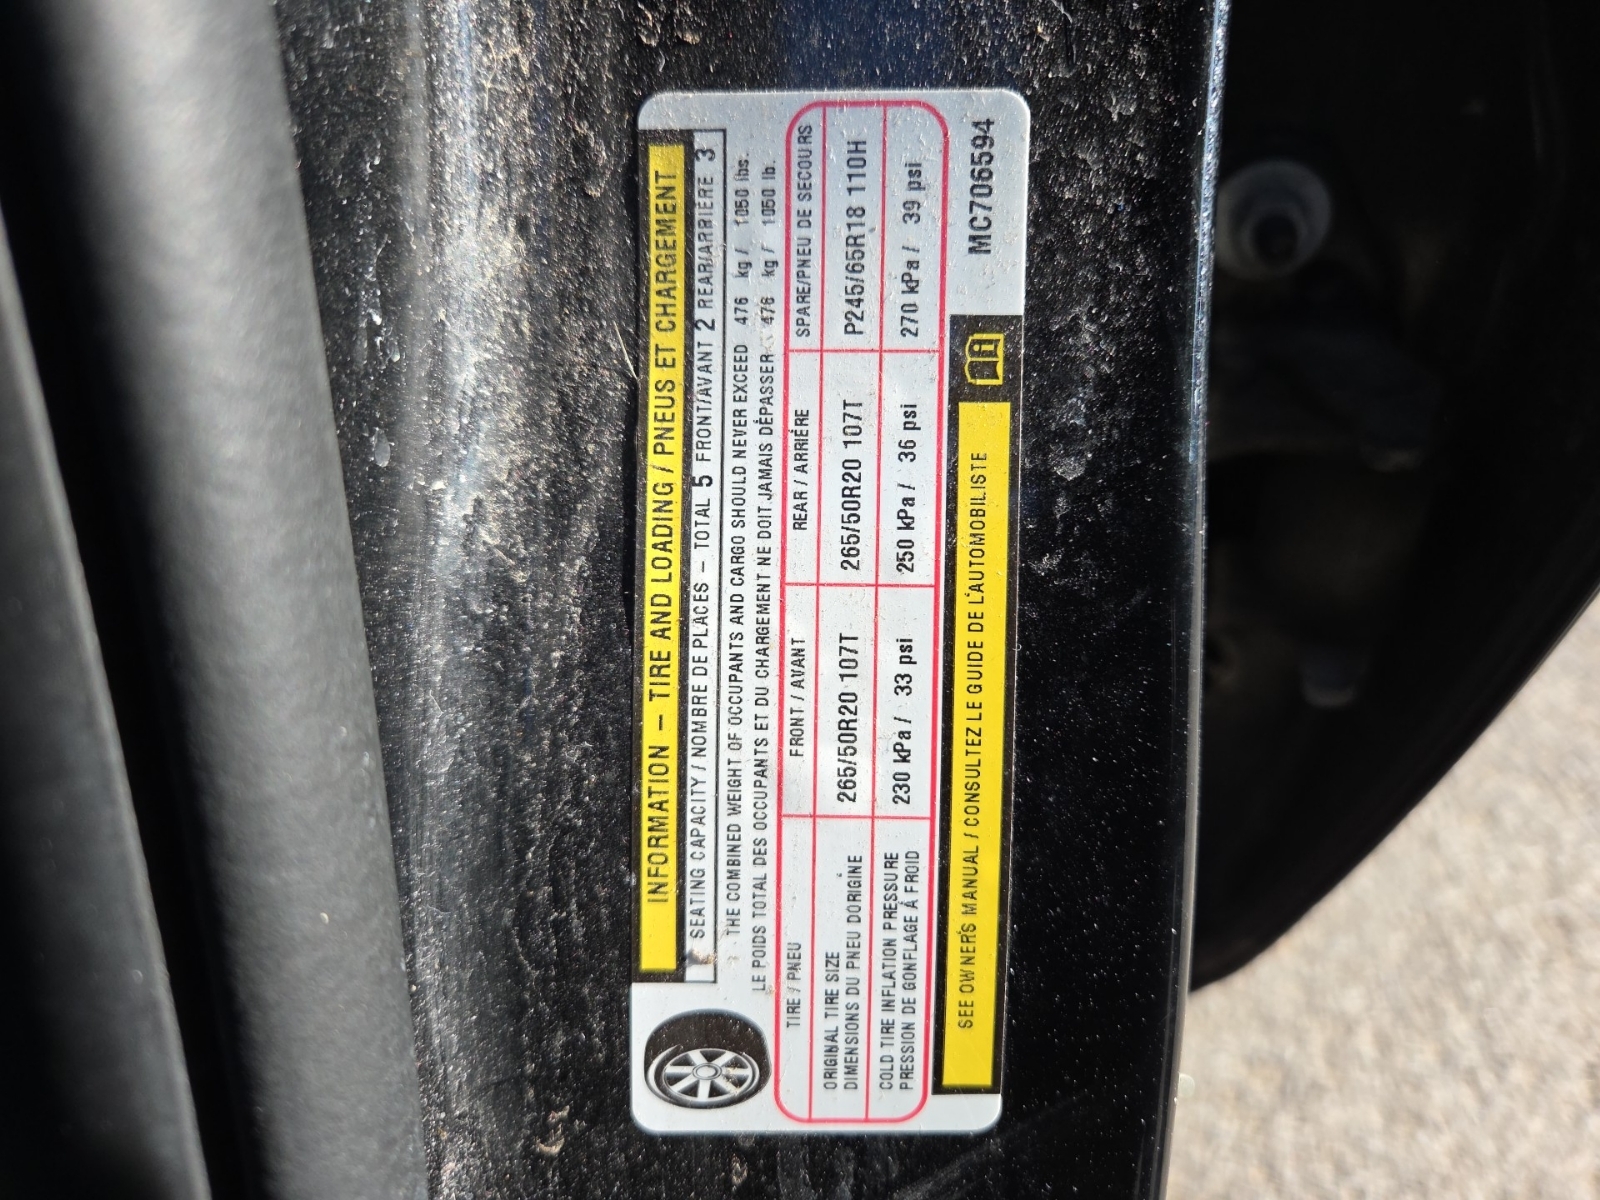 INFORMATION – TIRE AND LOADING / PNEUS ET CHARGEMENT
SEATING CAPACITY / NOMBRE DE PLACES – TOTAL 5 FRONT/AVANT 2 REAR/ARRIÈRE 3
THE COMBINED WEIGHT OF OCCUPANTS AND CARGO SHOULD NEVER EXCEED 476 kg / 1050 lbs.
LE POIDS TOTAL DES OCCUPANTS ET DU CHARGEMENT NE DOIT JAMAIS DÉPASSER 476 kg / 1050 lb.
TIRE / PNEU FRONT / AVANT REAR / ARRIÈRE SPARE/PNEU DE SECOURS
ORIGINAL TIRE SIZE
DIMENSIONS DU PNEU DORIGINE 265/50R20 107T 265/50R20 107T P245/65R18 110H
COLD TIRE INFLATION PRESSURE
PRESSION DE GONFLAGE À FROID 230 kPa / 33 psi 250 kPa / 36 psi 270 kPa / 39 psi
SEE OWNER'S MANUAL / CONSULTEZ LE GUIDE DE L'AUTOMOBILISTE
MC706594